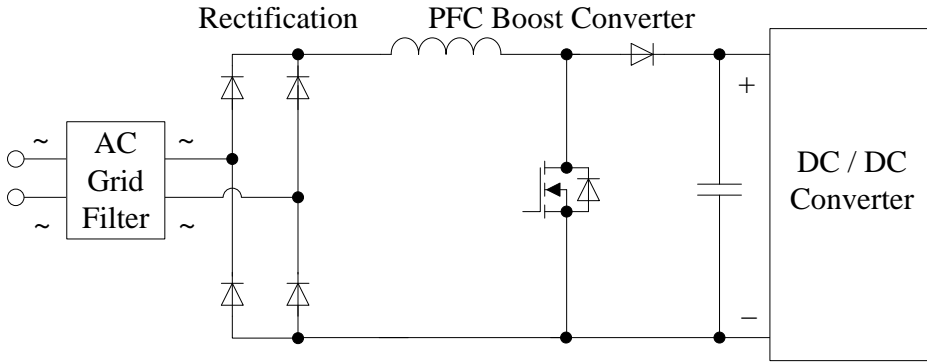 Rectification
PFC Boost Converter
~
~
AC
Grid
Filter
~
~
+
−
DC / DC
Converter